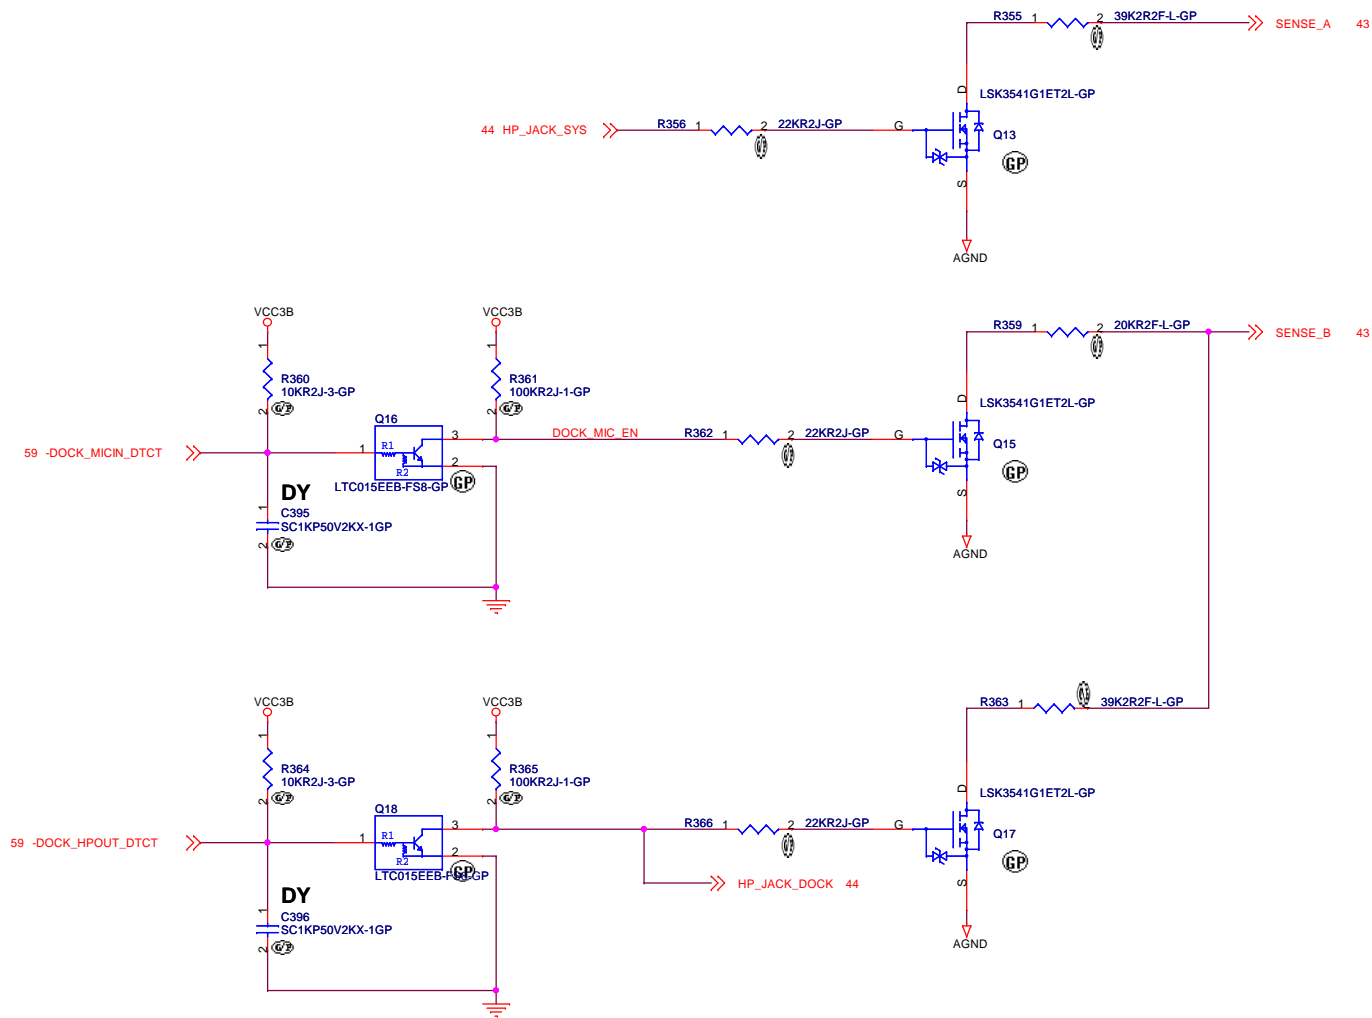 R355 1 2 39K2R2F-L-GP SENSE_A 43
D LSK3541G1ET2L-GP
44 HP_JACK_SYS R356 1 2 22KR2J-GP G Q13
GP
S
AGND
VCC3B VCC3B
R359 1 2 20KR2F-L-GP SENSE_B 43
1 R360 1 R361
10KR2J-3-GP 100KR2J-1-GP
2 2
D LSK3541G1ET2L-GP
Q16
3 DOCK_MIC_EN R362 1 2 22KR2J-GP G Q15
59 -DOCK_MICIN_DTCT 1 R1
R2 2 GP
LTC015EEB-FS8-GP
GP
S
DY
1 C395
SC1KP50V2KX-1GP
2
AGND
VCC3B VCC3B
R363 1 39K2R2F-L-GP
1 R364 1 R365
10KR2J-3-GP 100KR2J-1-GP
2 2
D LSK3541G1ET2L-GP
Q18
3 R366 1 2 22KR2J-GP G Q17
59 -DOCK_HPOUT_DTCT 1 R1
R2 2 GP
GP
HP_JACK_DOCK 44
S
DY
1 C396
SC1KP50V2KX-1GP
2
AGND